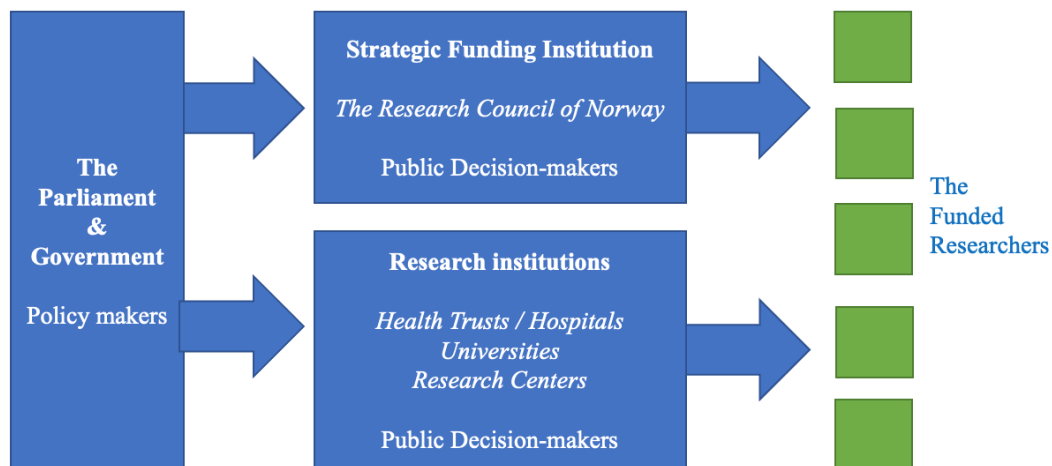 The
Parliament
&
Government
Policy makers
Strategic Funding Institution
The Research Council of Norway
Public Decision-makers
Research institutions
Health Trusts / Hospitals
Universities
Research Centers
Public Decision-makers
The
Funded
Researchers